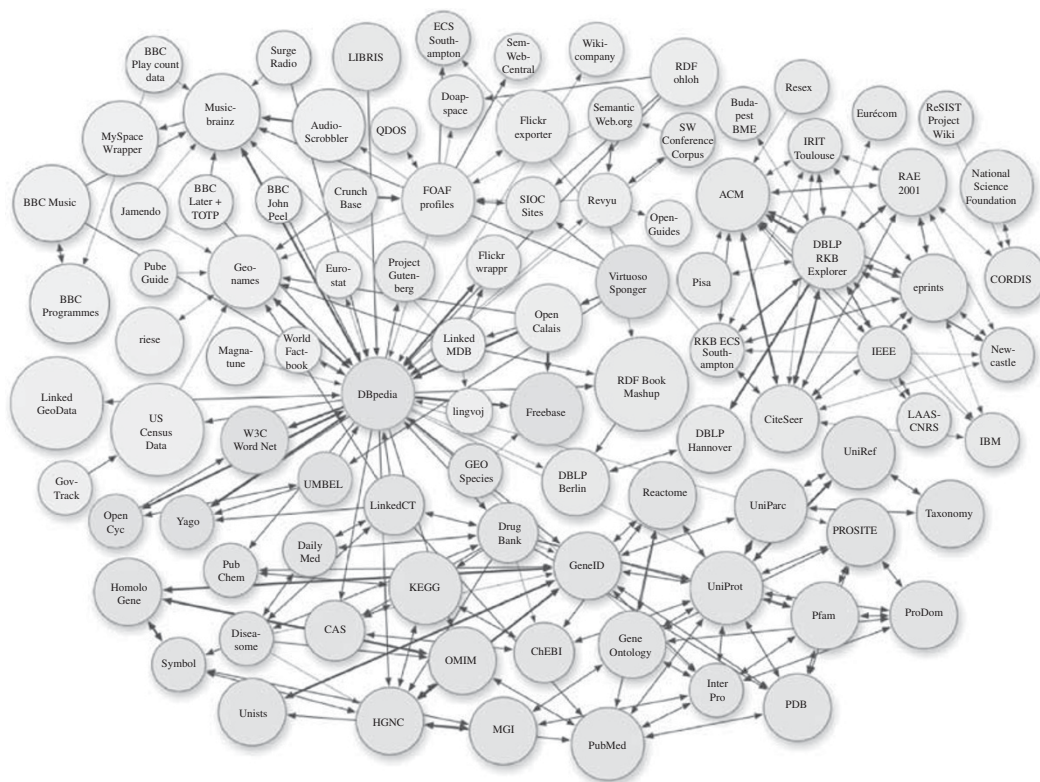 BBC
Play count
data
Surge
Radio
LIBRIS
ECS
South-
ampton
Sem-
Web-
Central
Wiki-
company
RDF
ohloh
Resex
Music-
brainz
Audio-
Scrobbler
QDOS
Doap-
space
Flickr
exporter
Semantic
Web.org
SW
Conference
Corpus
Buda-
pest
BME
Eurécom
ReSIST
Project
Wiki
MySpace
Wrapper
IRIT
Toulouse
BBC Music
Jamendo
BBC
Later +
TOTP
BBC
John
Peel
Crunch
Base
FOAF
profiles
SIOC
Sites
Revyu
Open-
Guides
ACM
RAE
2001
National
Science
Foundation
DBLP
RKB
Explorer
Pube
Guide
Geo-
names
Euro-
stat
Project
Guten-
berg
Flickr
wrappr
Virtuoso
Sponger
Pisa
eprints
CORDIS
BBC
Programmes
riese
Magna-
tune
World
Fact-
book
Linked
MDB
Open
Calais
RKB ECS
South-
ampton
IEEE
New-
castle
Linked
GeoData
US
Census
Data
W3C
Word Net
DBpedia
lingvoj
Freebase
RDF Book
Mashup
DBLP
Hannover
CiteSeer
LAAS-
CNRS
IBM
Gov-
Track
Open
Cyc
Yago
UMBEL
LinkedCT
GEO
Species
DBLP
Berlin
Reactome
UniParc
UniRef
Taxonomy
PROSITE
Daily
Med
Drug
Bank
Pub
Chem
Homolo
Gene
KEGG
GeneID
UniProt
Pfam
ProDom
Symbol
Disea-
some
CAS
OMIM
ChEBI
Gene
Ontology
Inter
Pro
PDB
Unists
HGNC
MGI
PubMed